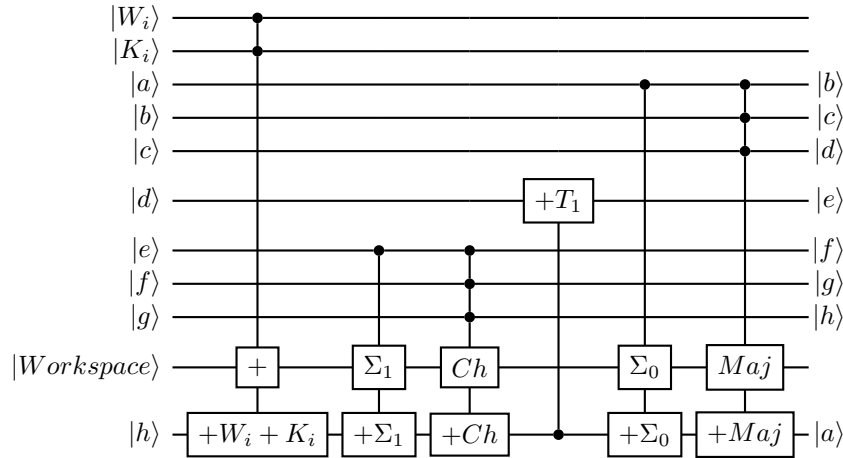 |W_i⟩
|K_i⟩
|a⟩ |b⟩
|b⟩ |c⟩
|c⟩ |d⟩
|d⟩ +T_1 |e⟩
|e⟩ |f⟩
|f⟩ |g⟩
|g⟩ |h⟩
|Workspace⟩ + Σ_1 Ch Σ_0 Maj
|h⟩ +W_i + K_i +Σ_1 +Ch +Σ_0 +Maj |a⟩